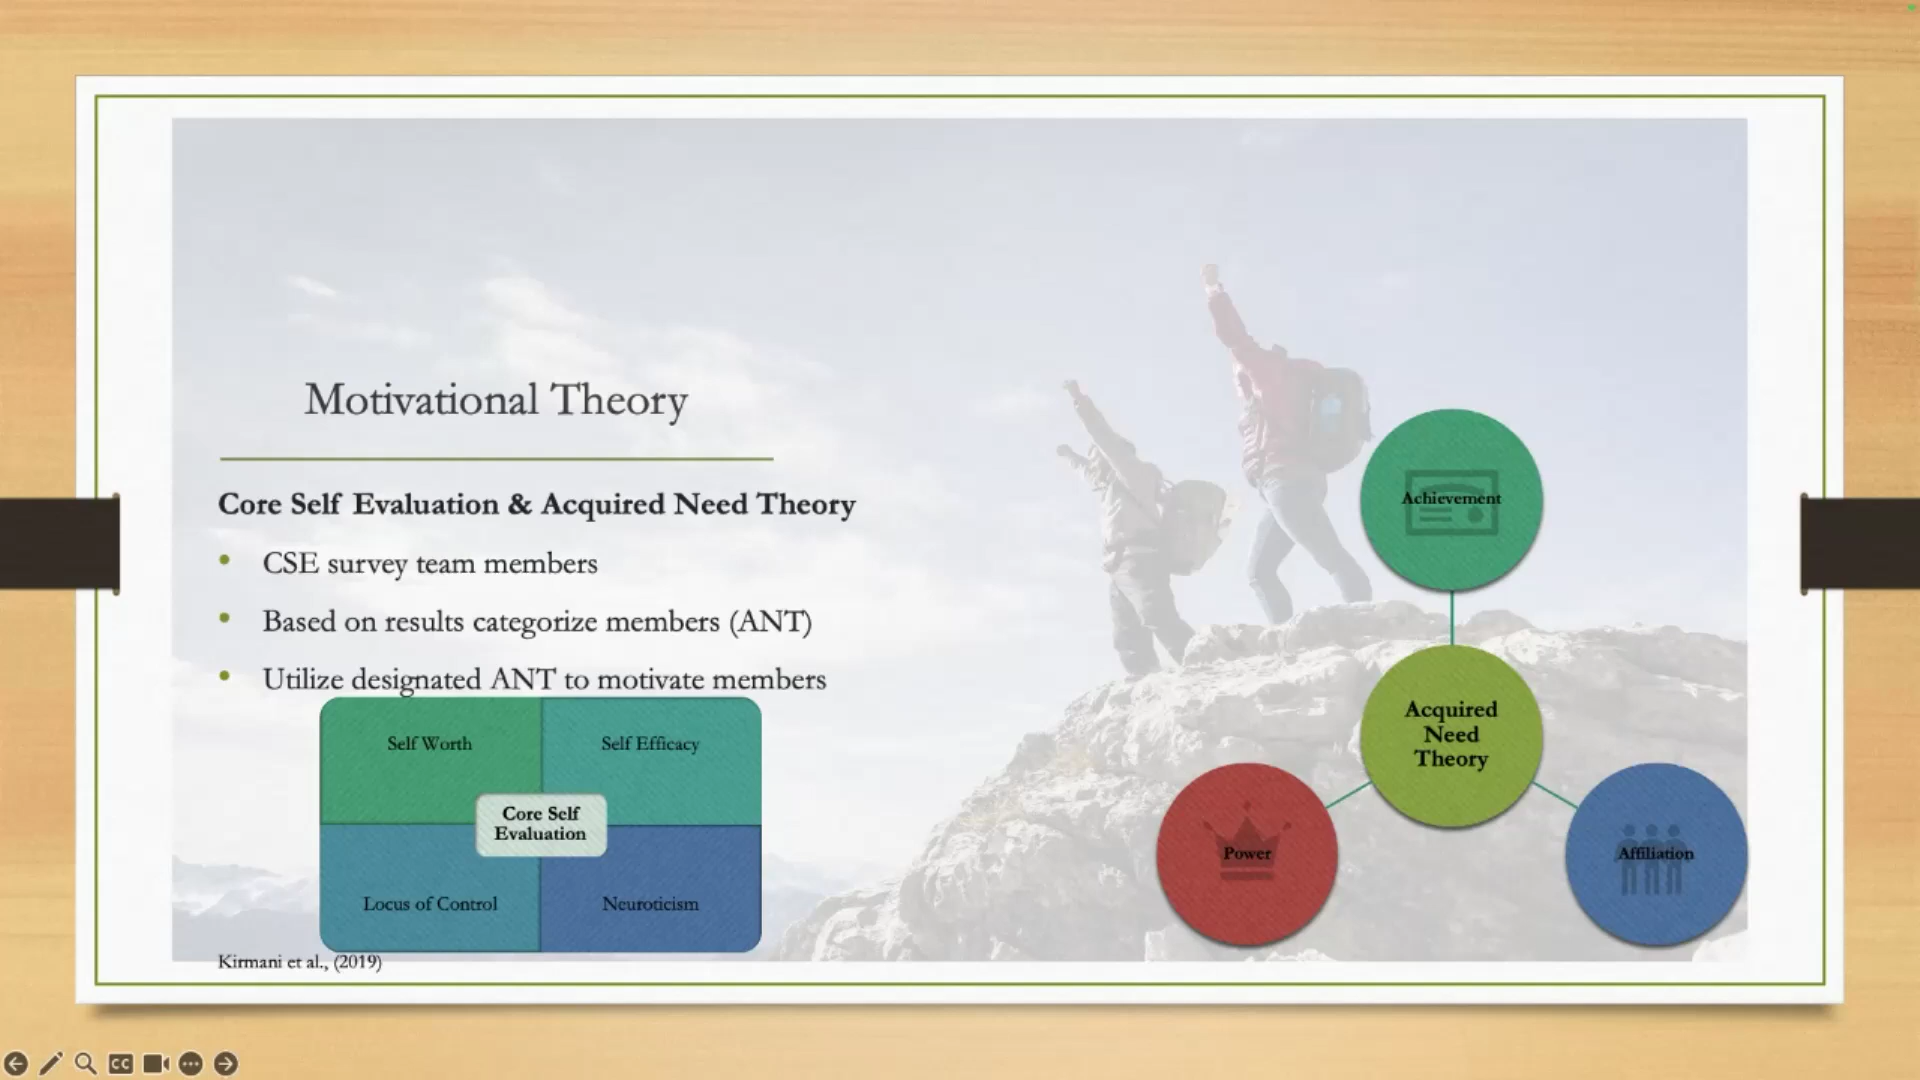 Motivational Theory
Core Self Evaluation & Acquired Need Theory
• CSE survey team members
• Based on results categorize members (ANT)
• Utilize designated ANT to motivate members
Self Worth
Self Efficacy
Core Self
Evaluation
Locus of Control
Neuroticism
Kirmani et al., (2019)
Achievement
Acquired
Need
Theory
Power
Affiliation
CC